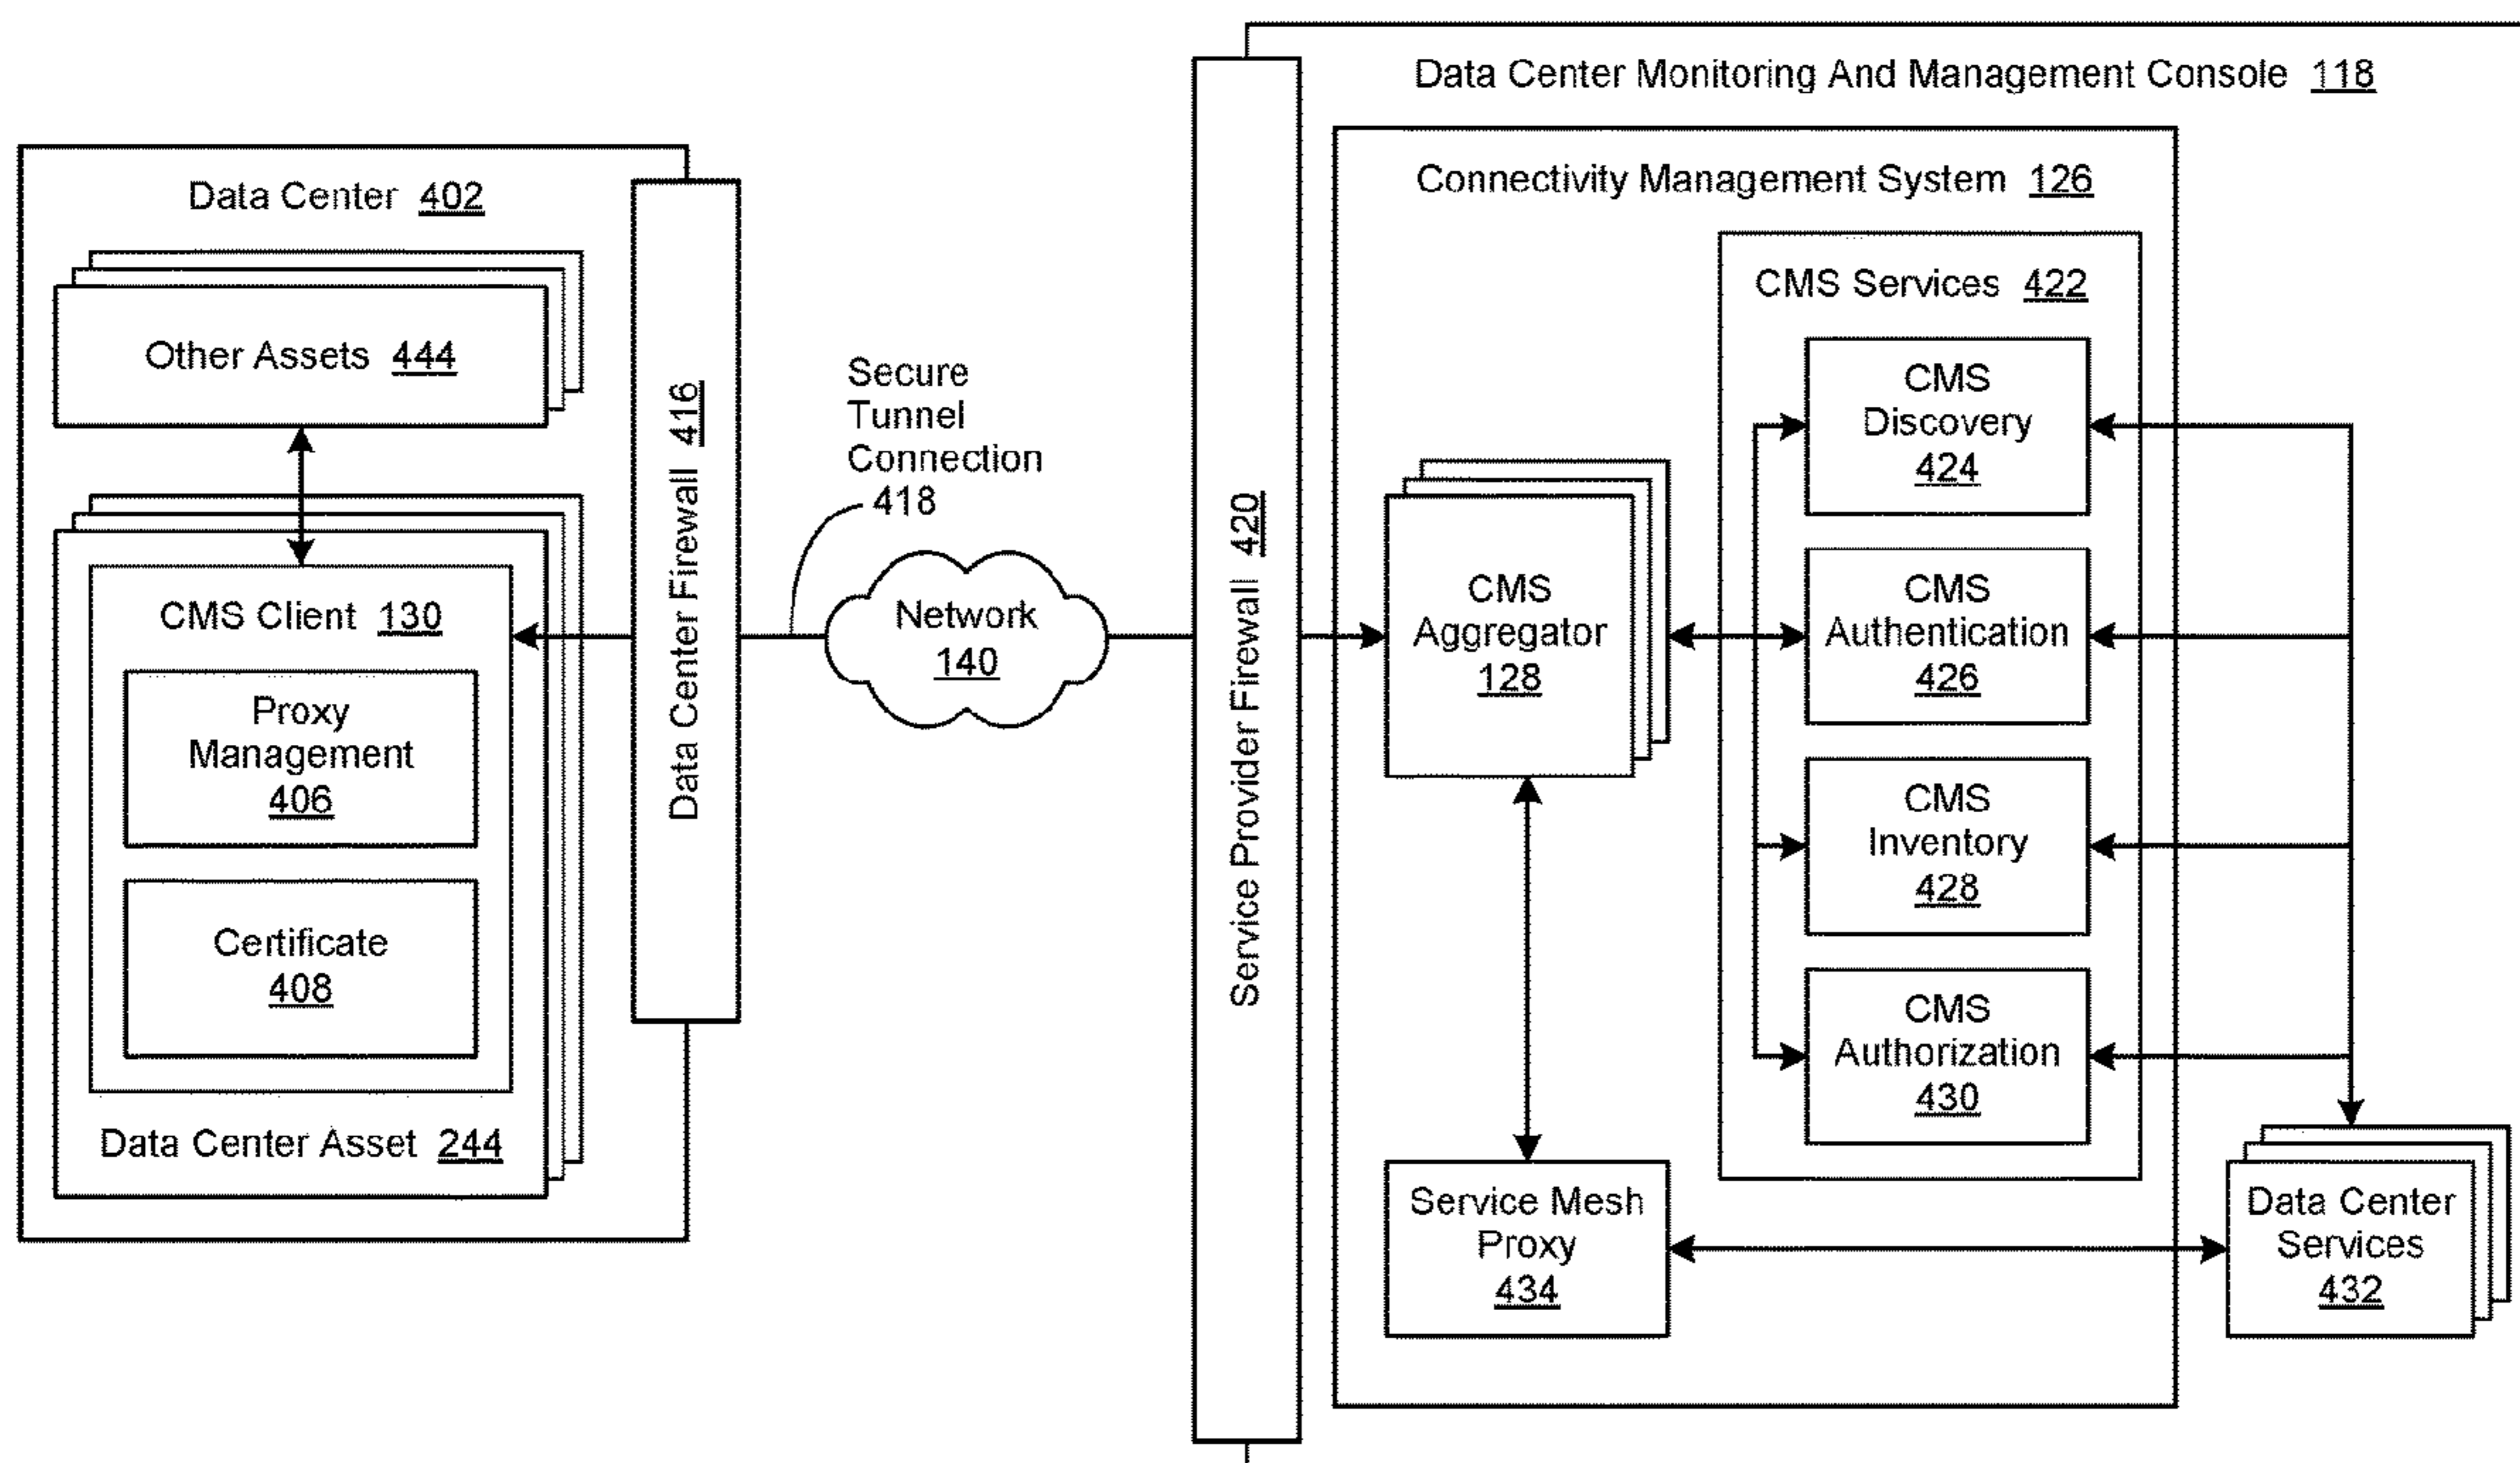 Data Center Monitoring And Management Console 118
Data Center 402
Other Assets 444
CMS Client 130
Proxy
Management
406
Certificate
408
Data Center Asset 244
Data Center Firewall 416
Secure
Tunnel
Connection
418
Network
140
Service Provider Firewall 420
Connectivity Management System 126
CMS
Aggregator
128
Service Mesh
Proxy
434
CMS Services 422
CMS
Discovery
424
CMS
Authentication
426
CMS
Inventory
428
CMS
Authorization
430
Data Center
Services
432